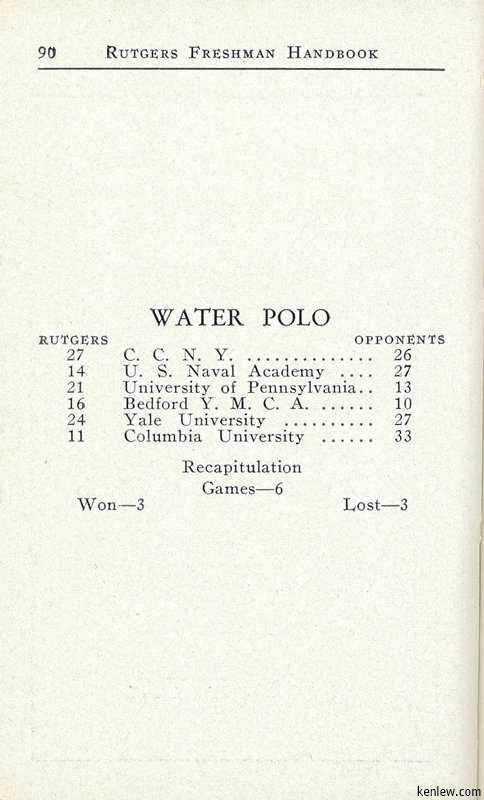 90 Rutgers Freshman Handbook
WATER POLO
RUTGERS OPPONENTS
27 C. C. N. Y. .............. 26
14 U. S. Naval Academy .... 27
21 University of Pennsylvania.. 13
16 Bedford Y. M. C. A. ...... 10
24 Yale University .......... 27
11 Columbia University ...... 33
Recapitulation
Games—6
Won—3 Lost—3
kenlew.com